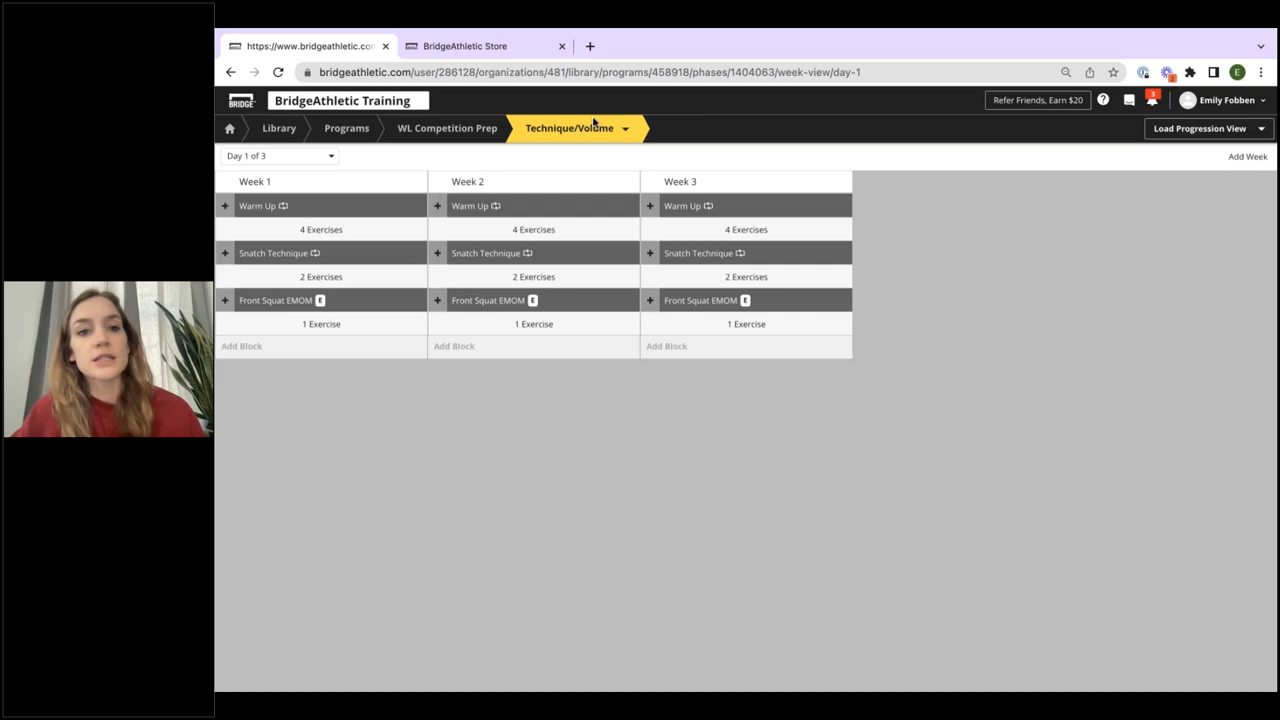 https://www.bridgeathletic.con
BridgeAthletic Store
bridgeathletic.com/user/286128/organizations/481/library/programs/458918/phases/1404063/week-view/day-1
E
BRIDGE
BridgeAthletic Training
Refer Friends, Earn $20
3
Emily Fobben
Library
Programs
WL Competition Prep
Technique/Volume
Load Progression View
Day 1 of 3
Add Week
Week 1
Week 2
Week 3
+ Warm Up
+ Warm Up
+ Warm Up
4 Exercises
4 Exercises
4 Exercises
+ Snatch Technique
+ Snatch Technique
+ Snatch Technique
2 Exercises
2 Exercises
2 Exercises
+ Front Squat EMOM E
+ Front Squat EMOM E
+ Front Squat EMOM E
1 Exercise
1 Exercise
1 Exercise
Add Block
Add Block
Add Block